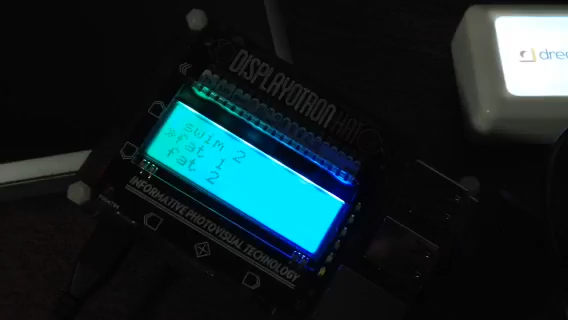 DISPLAYOTRON HAT
swim 2
*fat 1
fat 2
INFORMATIVE PHOTOVISUAL TECHNOLOGY